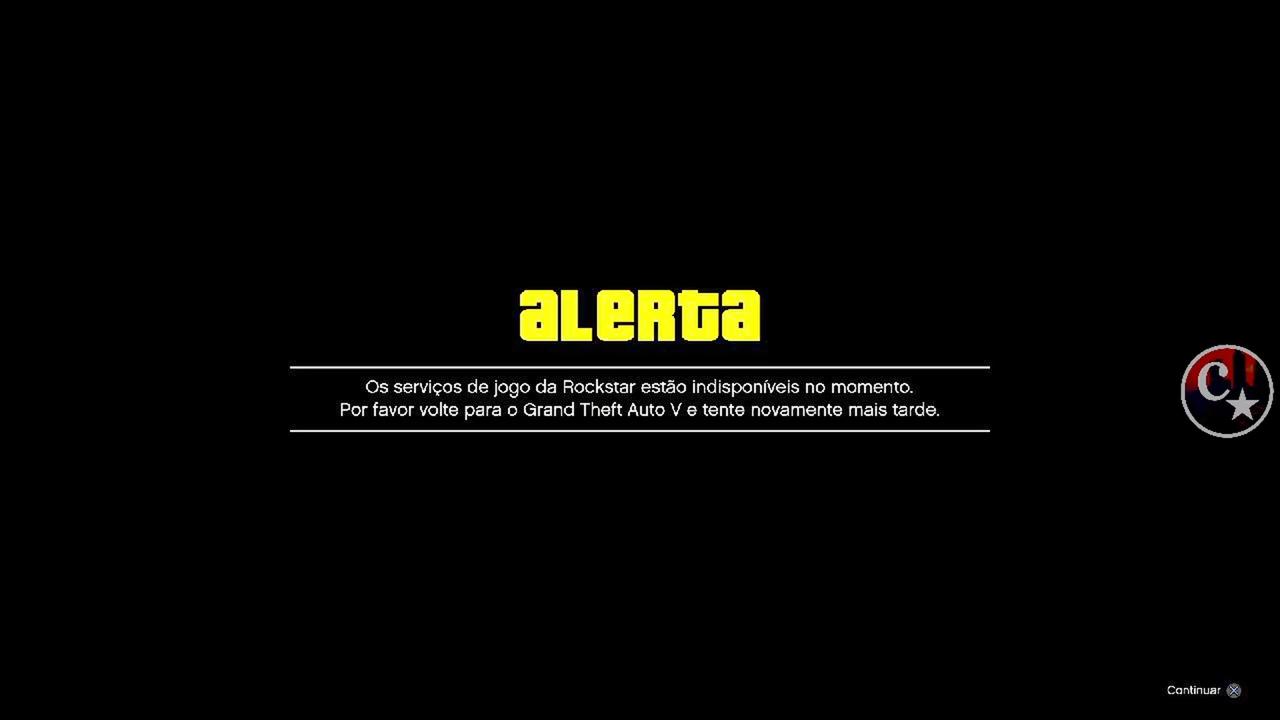 alerta
Os serviços de jogo da Rockstar estão indisponíveis no momento.
Por favor volte para o Grand Theft Auto V e tente novamente mais tarde.
C
Continuar